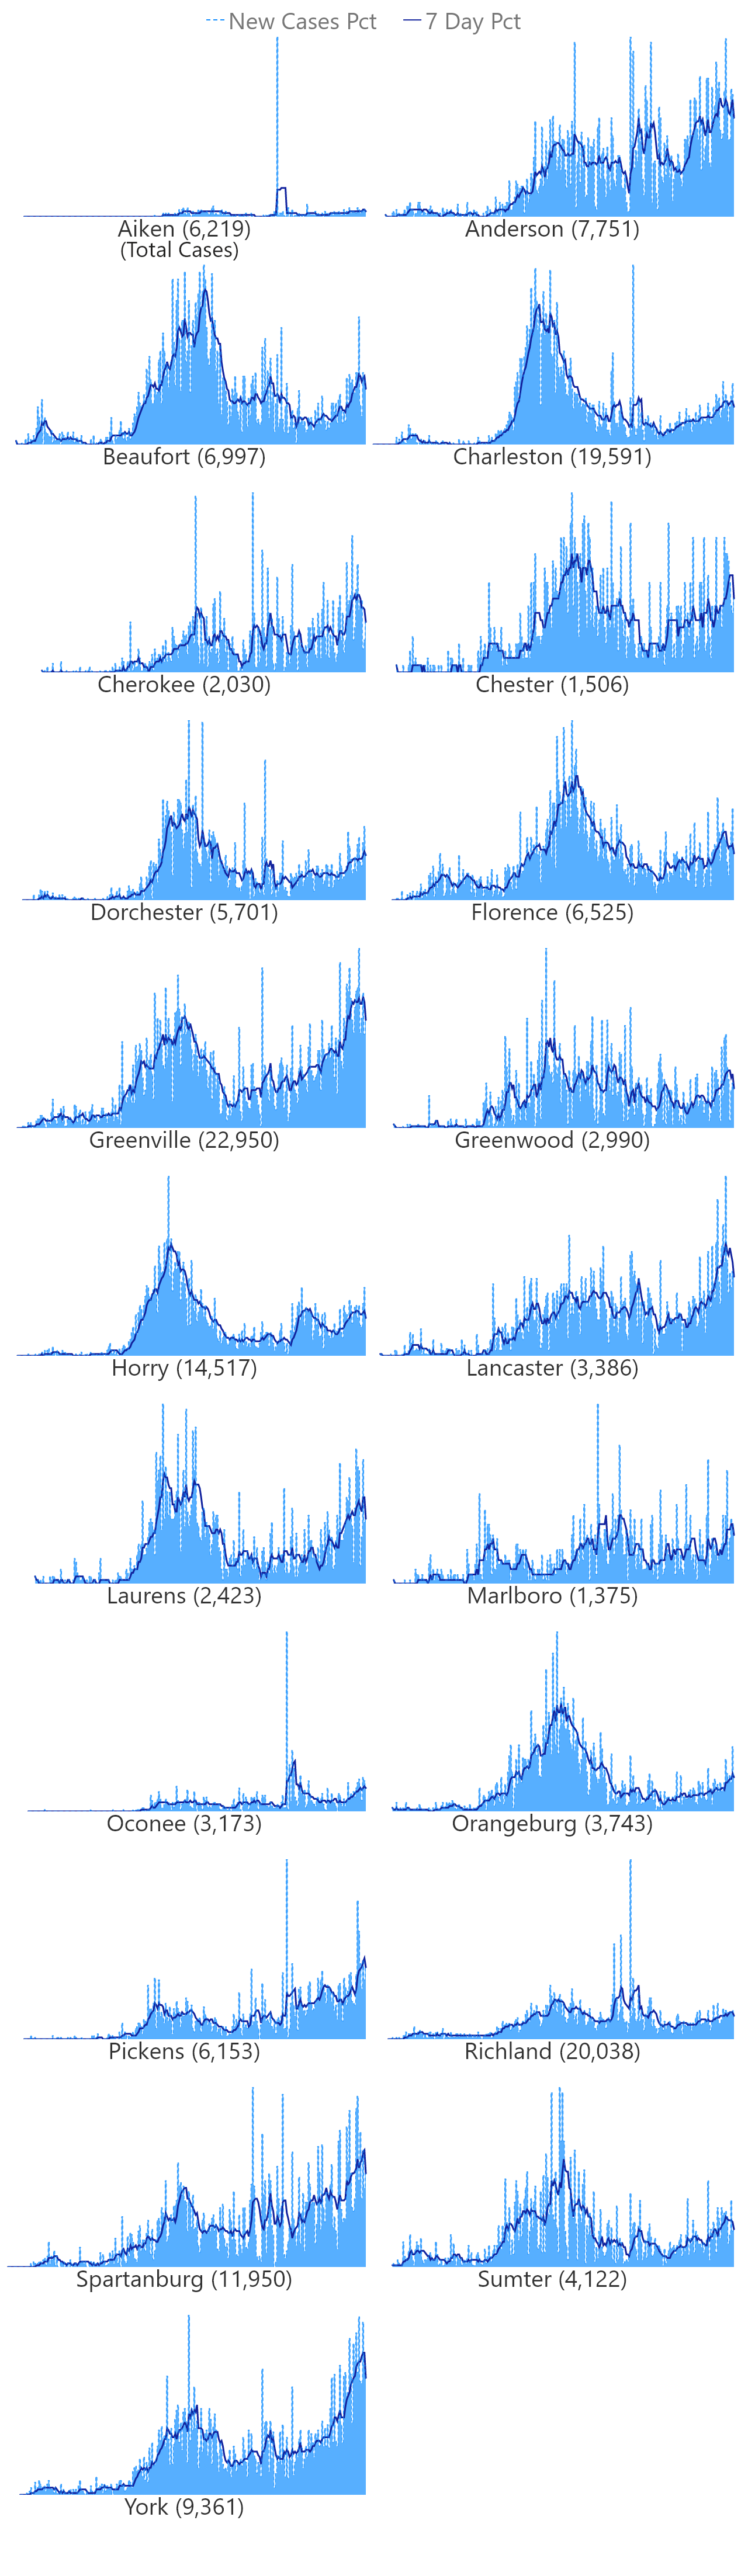 New Cases Pct 7 Day Pct
Aiken (6,219)
(Total Cases)
Anderson (7,751)
Beaufort (6,997)
Charleston (19,591)
Cherokee (2,030)
Chester (1,506)
Dorchester (5,701)
Florence (6,525)
Greenville (22,950)
Greenwood (2,990)
Horry (14,517)
Lancaster (3,386)
Laurens (2,423)
Marlboro (1,375)
Oconee (3,173)
Orangeburg (3,743)
Pickens (6,153)
Richland (20,038)
Spartanburg (11,950)
Sumter (4,122)
York (9,361)